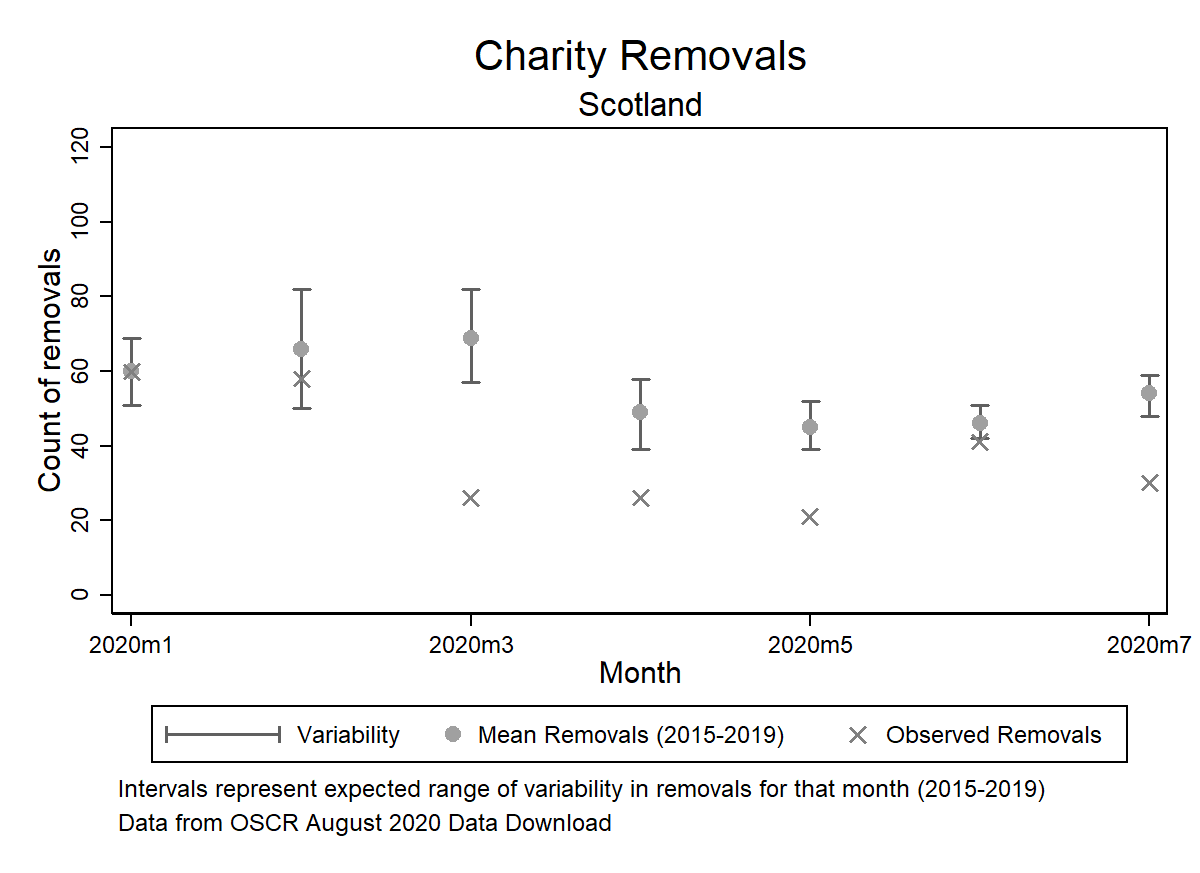 Charity Removals
Scotland
Count of removals
120
100
80
60
40
20
0
2020m1 2020m3 2020m5 2020m7
Month
Variability Mean Removals (2015-2019) Observed Removals
Intervals represent expected range of variability in removals for that month (2015-2019)
Data from OSCR August 2020 Data Download